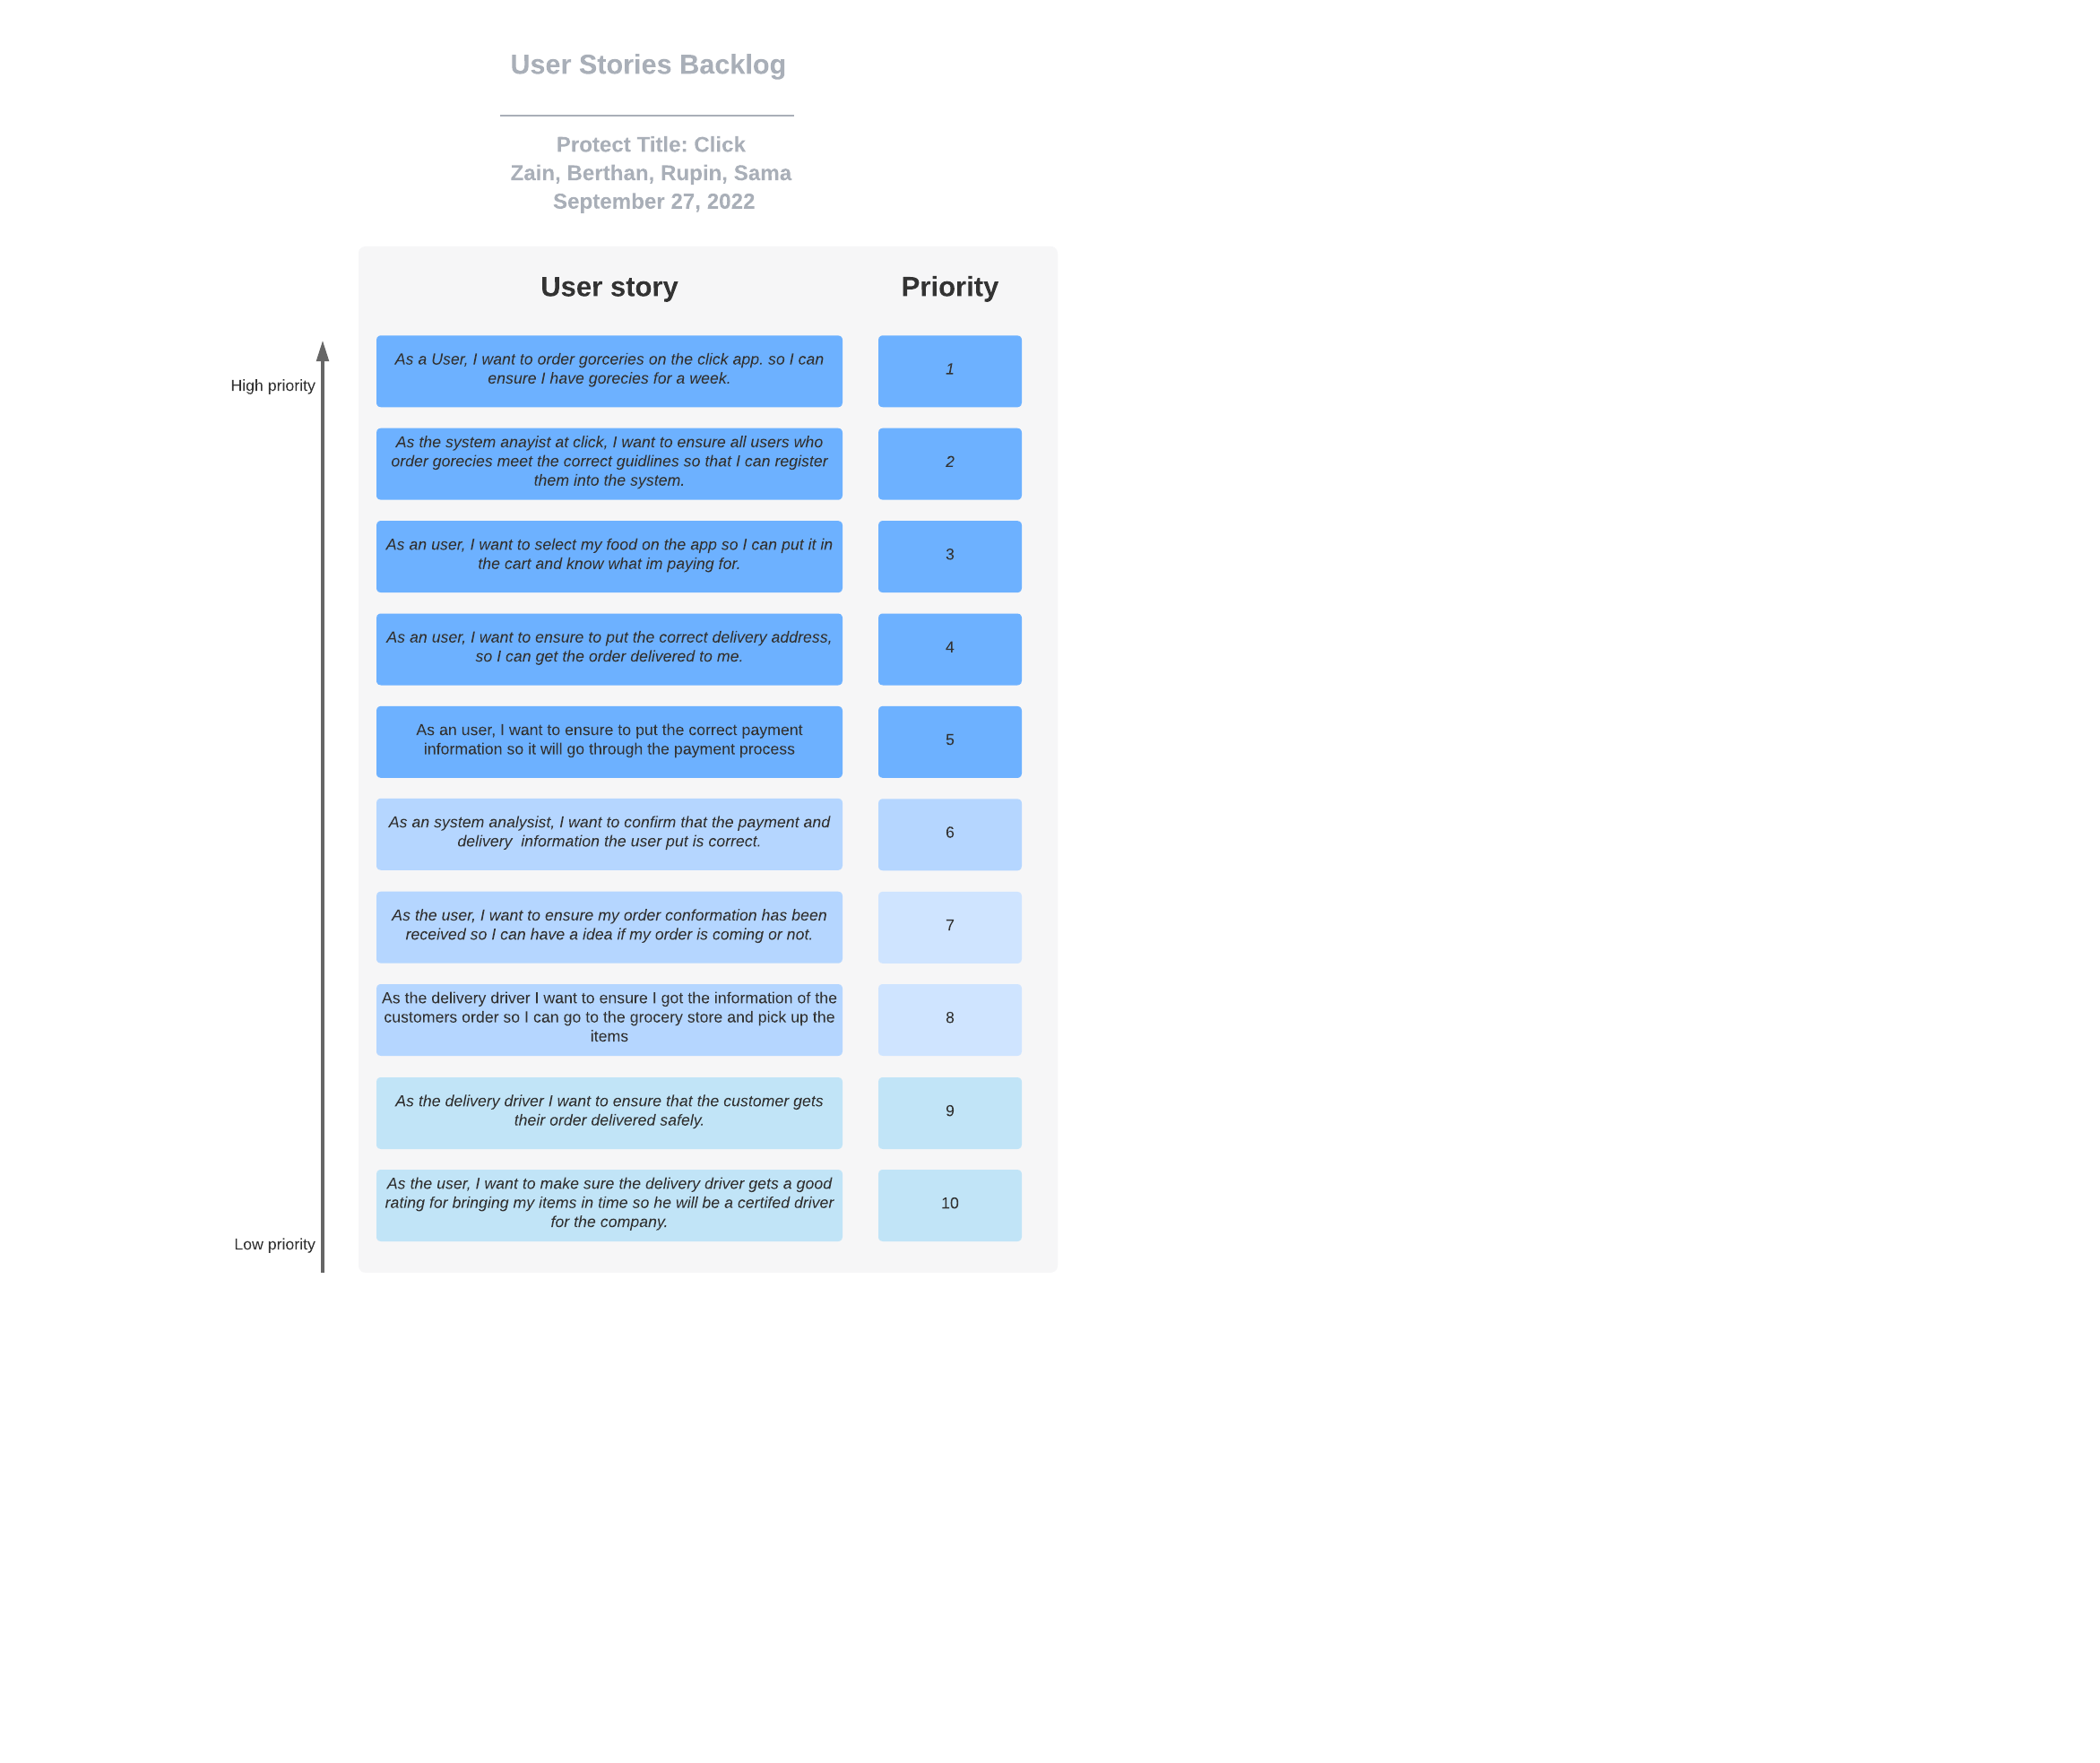 User Stories Backlog
Protect Title: Click
Zain, Berthan, Rupin, Sama
September 27, 2022
User story
Priority
High priority
As a User, I want to order gorceries on the click app. so I can
ensure I have gorecies for a week.
1
As the system anayist at click, I want to ensure all users who
order gorecies meet the correct guidlines so that I can register
them into the system.
2
As an user, I want to select my food on the app so I can put it in
the cart and know what im paying for.
3
As an user, I want to ensure to put the correct delivery address,
so I can get the order delivered to me.
4
As an user, I want to ensure to put the correct payment
information so it will go through the payment process
5
As an system analysist, I want to confirm that the payment and
delivery  information the user put is correct.
6
As the user, I want to ensure my order conformation has been
received so I can have a idea if my order is coming or not.
7
As the delivery driver I want to ensure I got the information of the
customers order so I can go to the grocery store and pick up the
items
8
As the delivery driver I want to ensure that the customer gets
their order delivered safely.
9
As the user, I want to make sure the delivery driver gets a good
rating for bringing my items in time so he will be a certifed driver
for the company.
10
Low priority